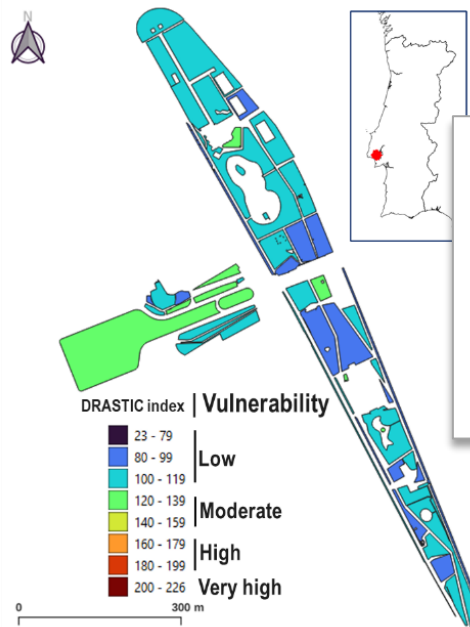 N
DRASTIC index | Vulnerability
23 - 79
80 - 99
Low
100 - 119
120 - 139
Moderate
140 - 159
160 - 179
High
180 - 199
200 - 226 Very high
0 300 m